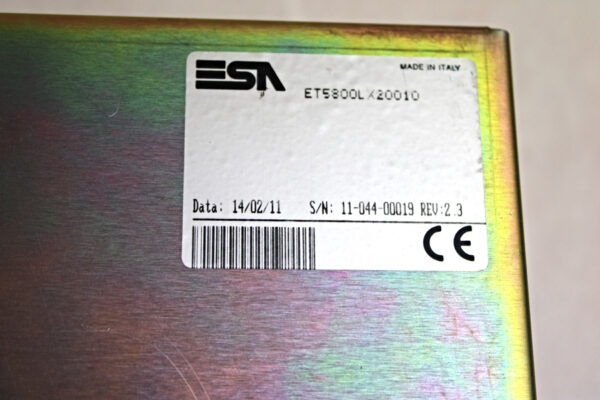 ESA
MADE IN ITALY
ET5800LX20010
Data: 14/02/11 S/N: 11-044-00019 REV:2.3
CE